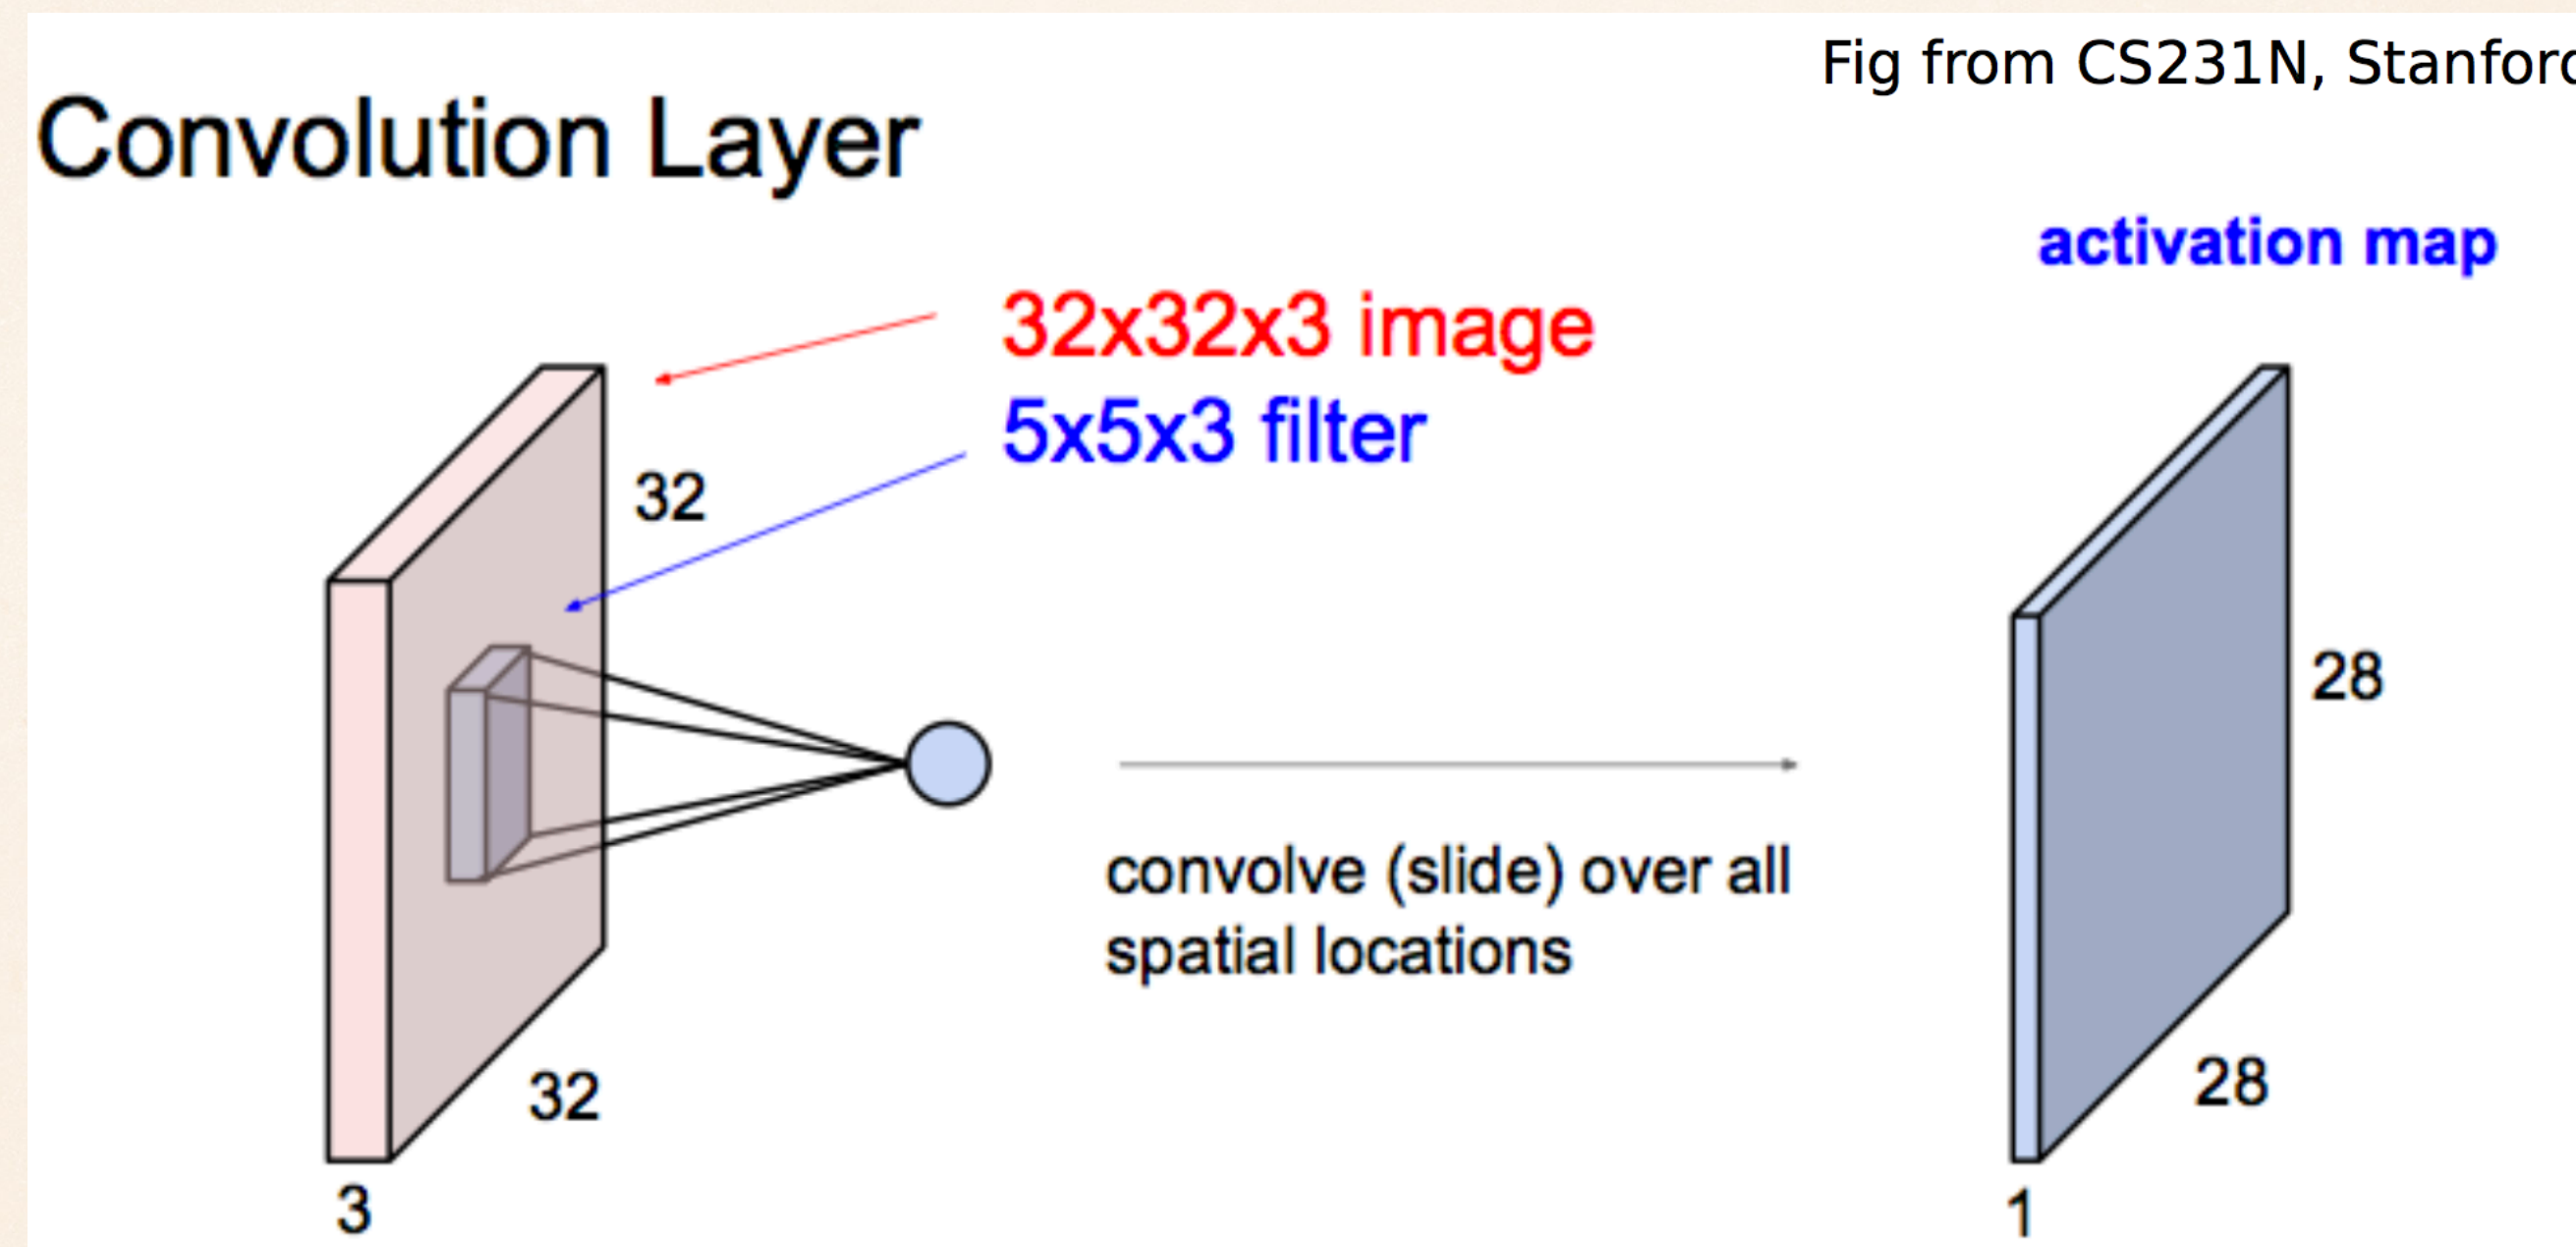 Fig from CS231N, Stanford
Convolution Layer
activation map
32x32x3 image
5x5x3 filter
32
28
convolve (slide) over all
spatial locations
32
28
3
1